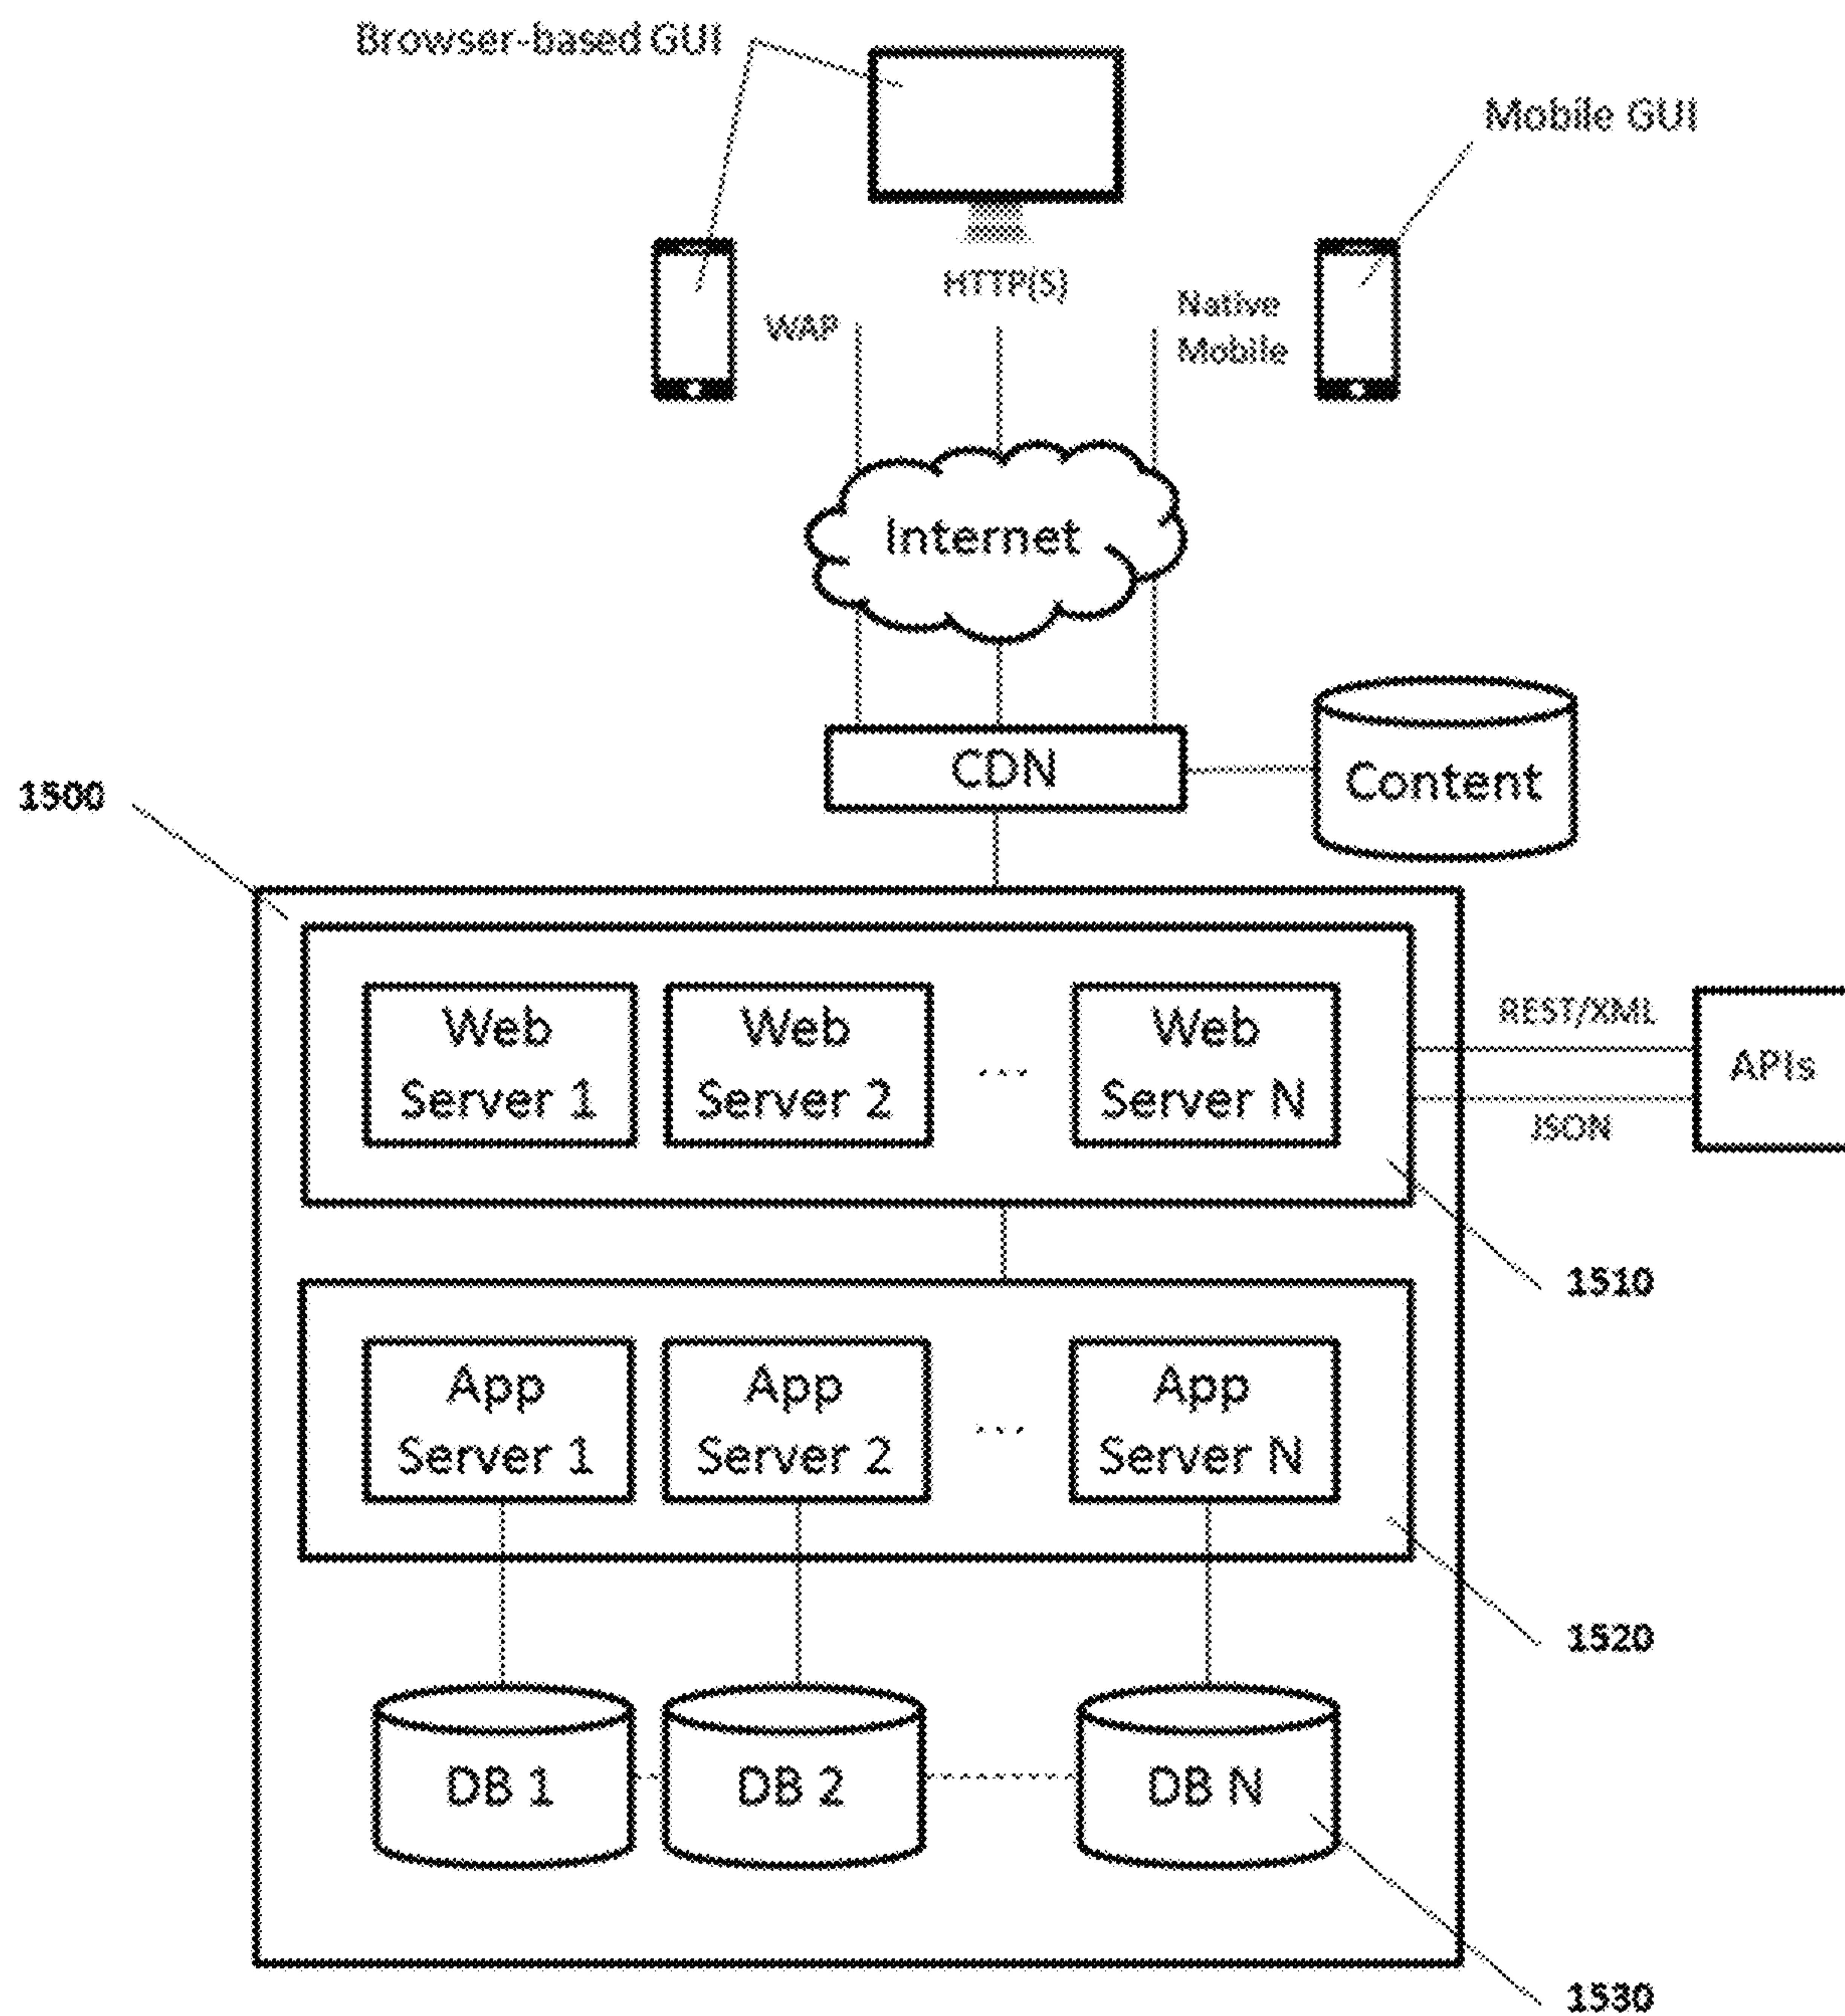 Browser-based GUI
Mobile GUI
HTTP(S)
WAP
Native
Mobile
Internet
CDN
Content
1500
Web
Server 1
Web
Server 2
...
Web
Server N
REST/XML
APIs
JSON
1510
App
Server 1
App
Server 2
...
App
Server N
1520
DB 1
DB 2
DB N
1530